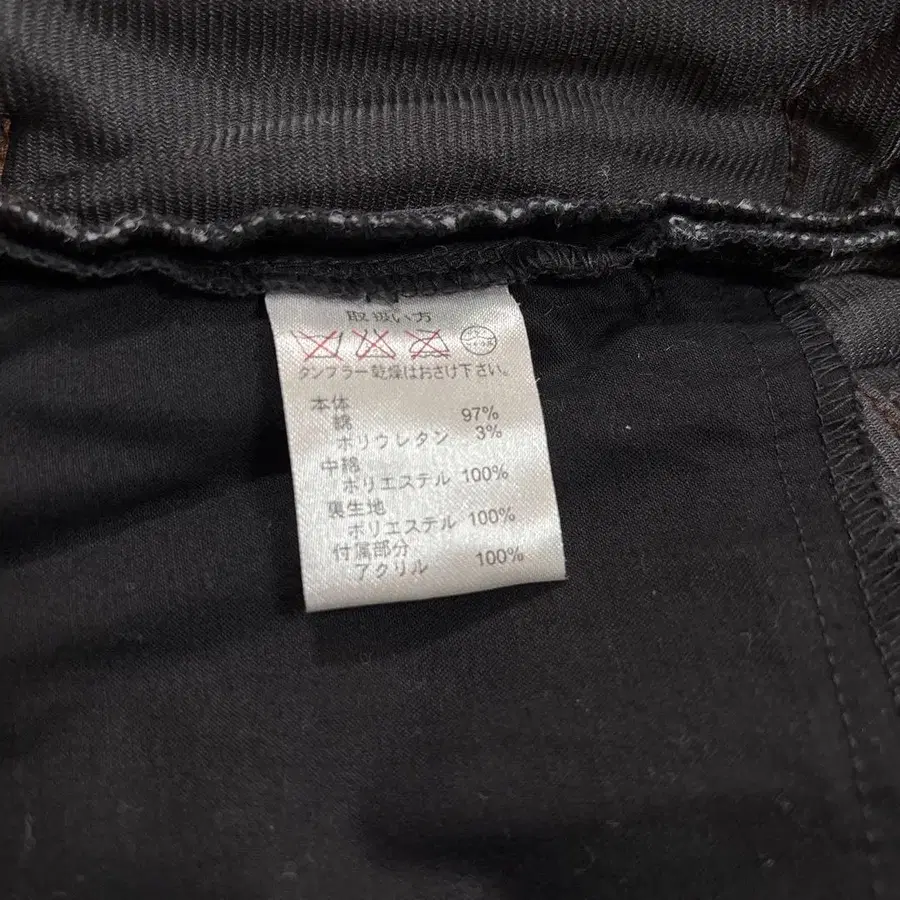 取扱い方
タンブラー乾燥はおさけ下さい。
本体
綿 97%
ポリウレタン 3%
中綿
ポリエステル 100%
裏生地
ポリエステル 100%
付属部分
アクリル 100%